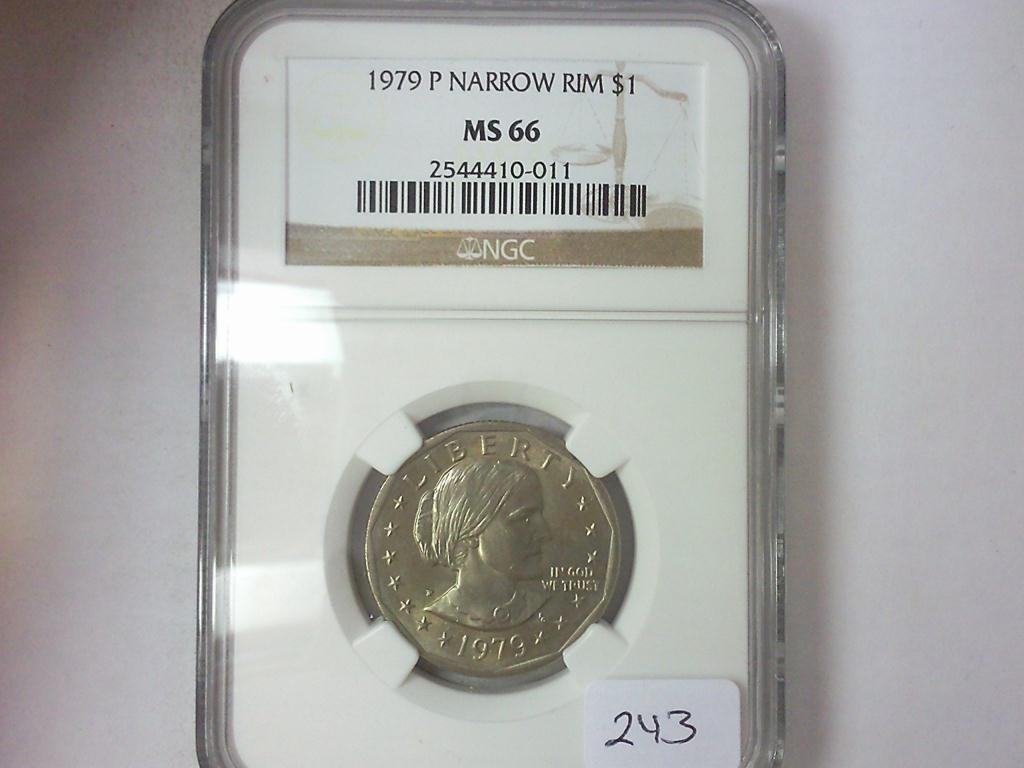 1979 P NARROW RIM $1
MS 66
2544410-011
NGC
LIBERTY
IN GOD
WE TRUST
P
1979
243